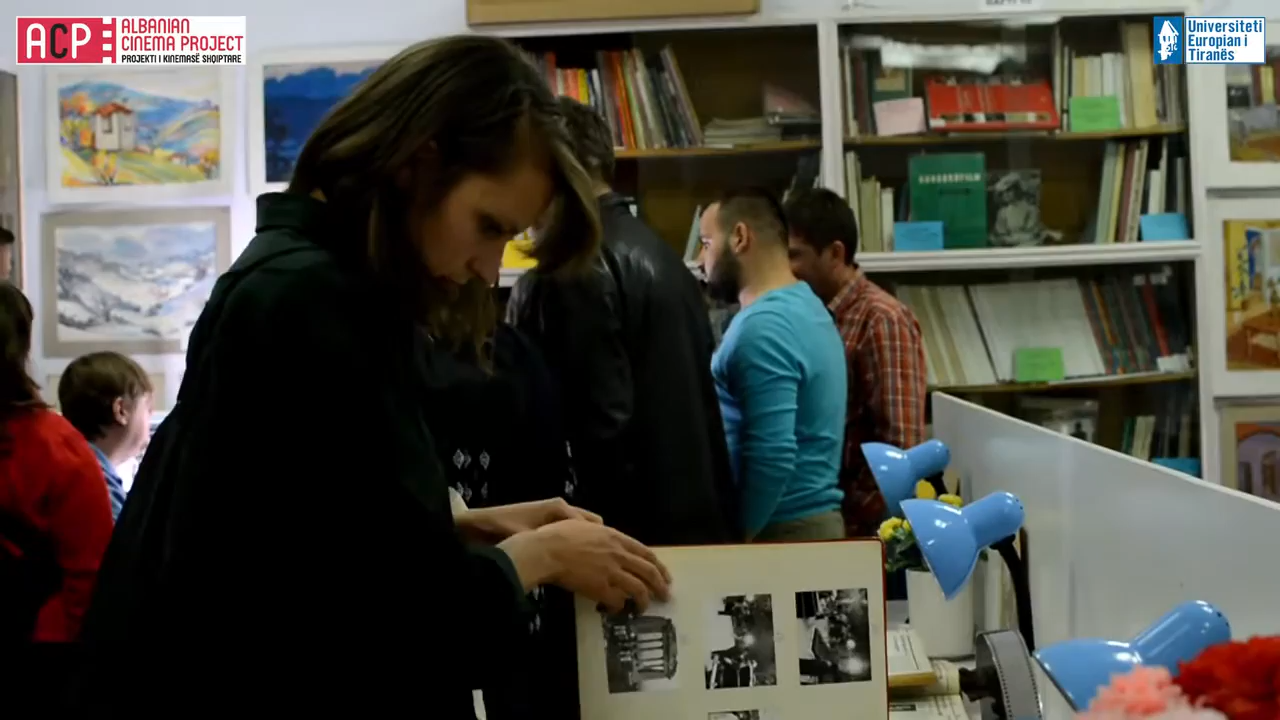 ACP
ALBANIAN
CINEMA PROJECT
PROJEKTI I KINEMASË SHQIPTARE
Universiteti
Europian i
Tiranës